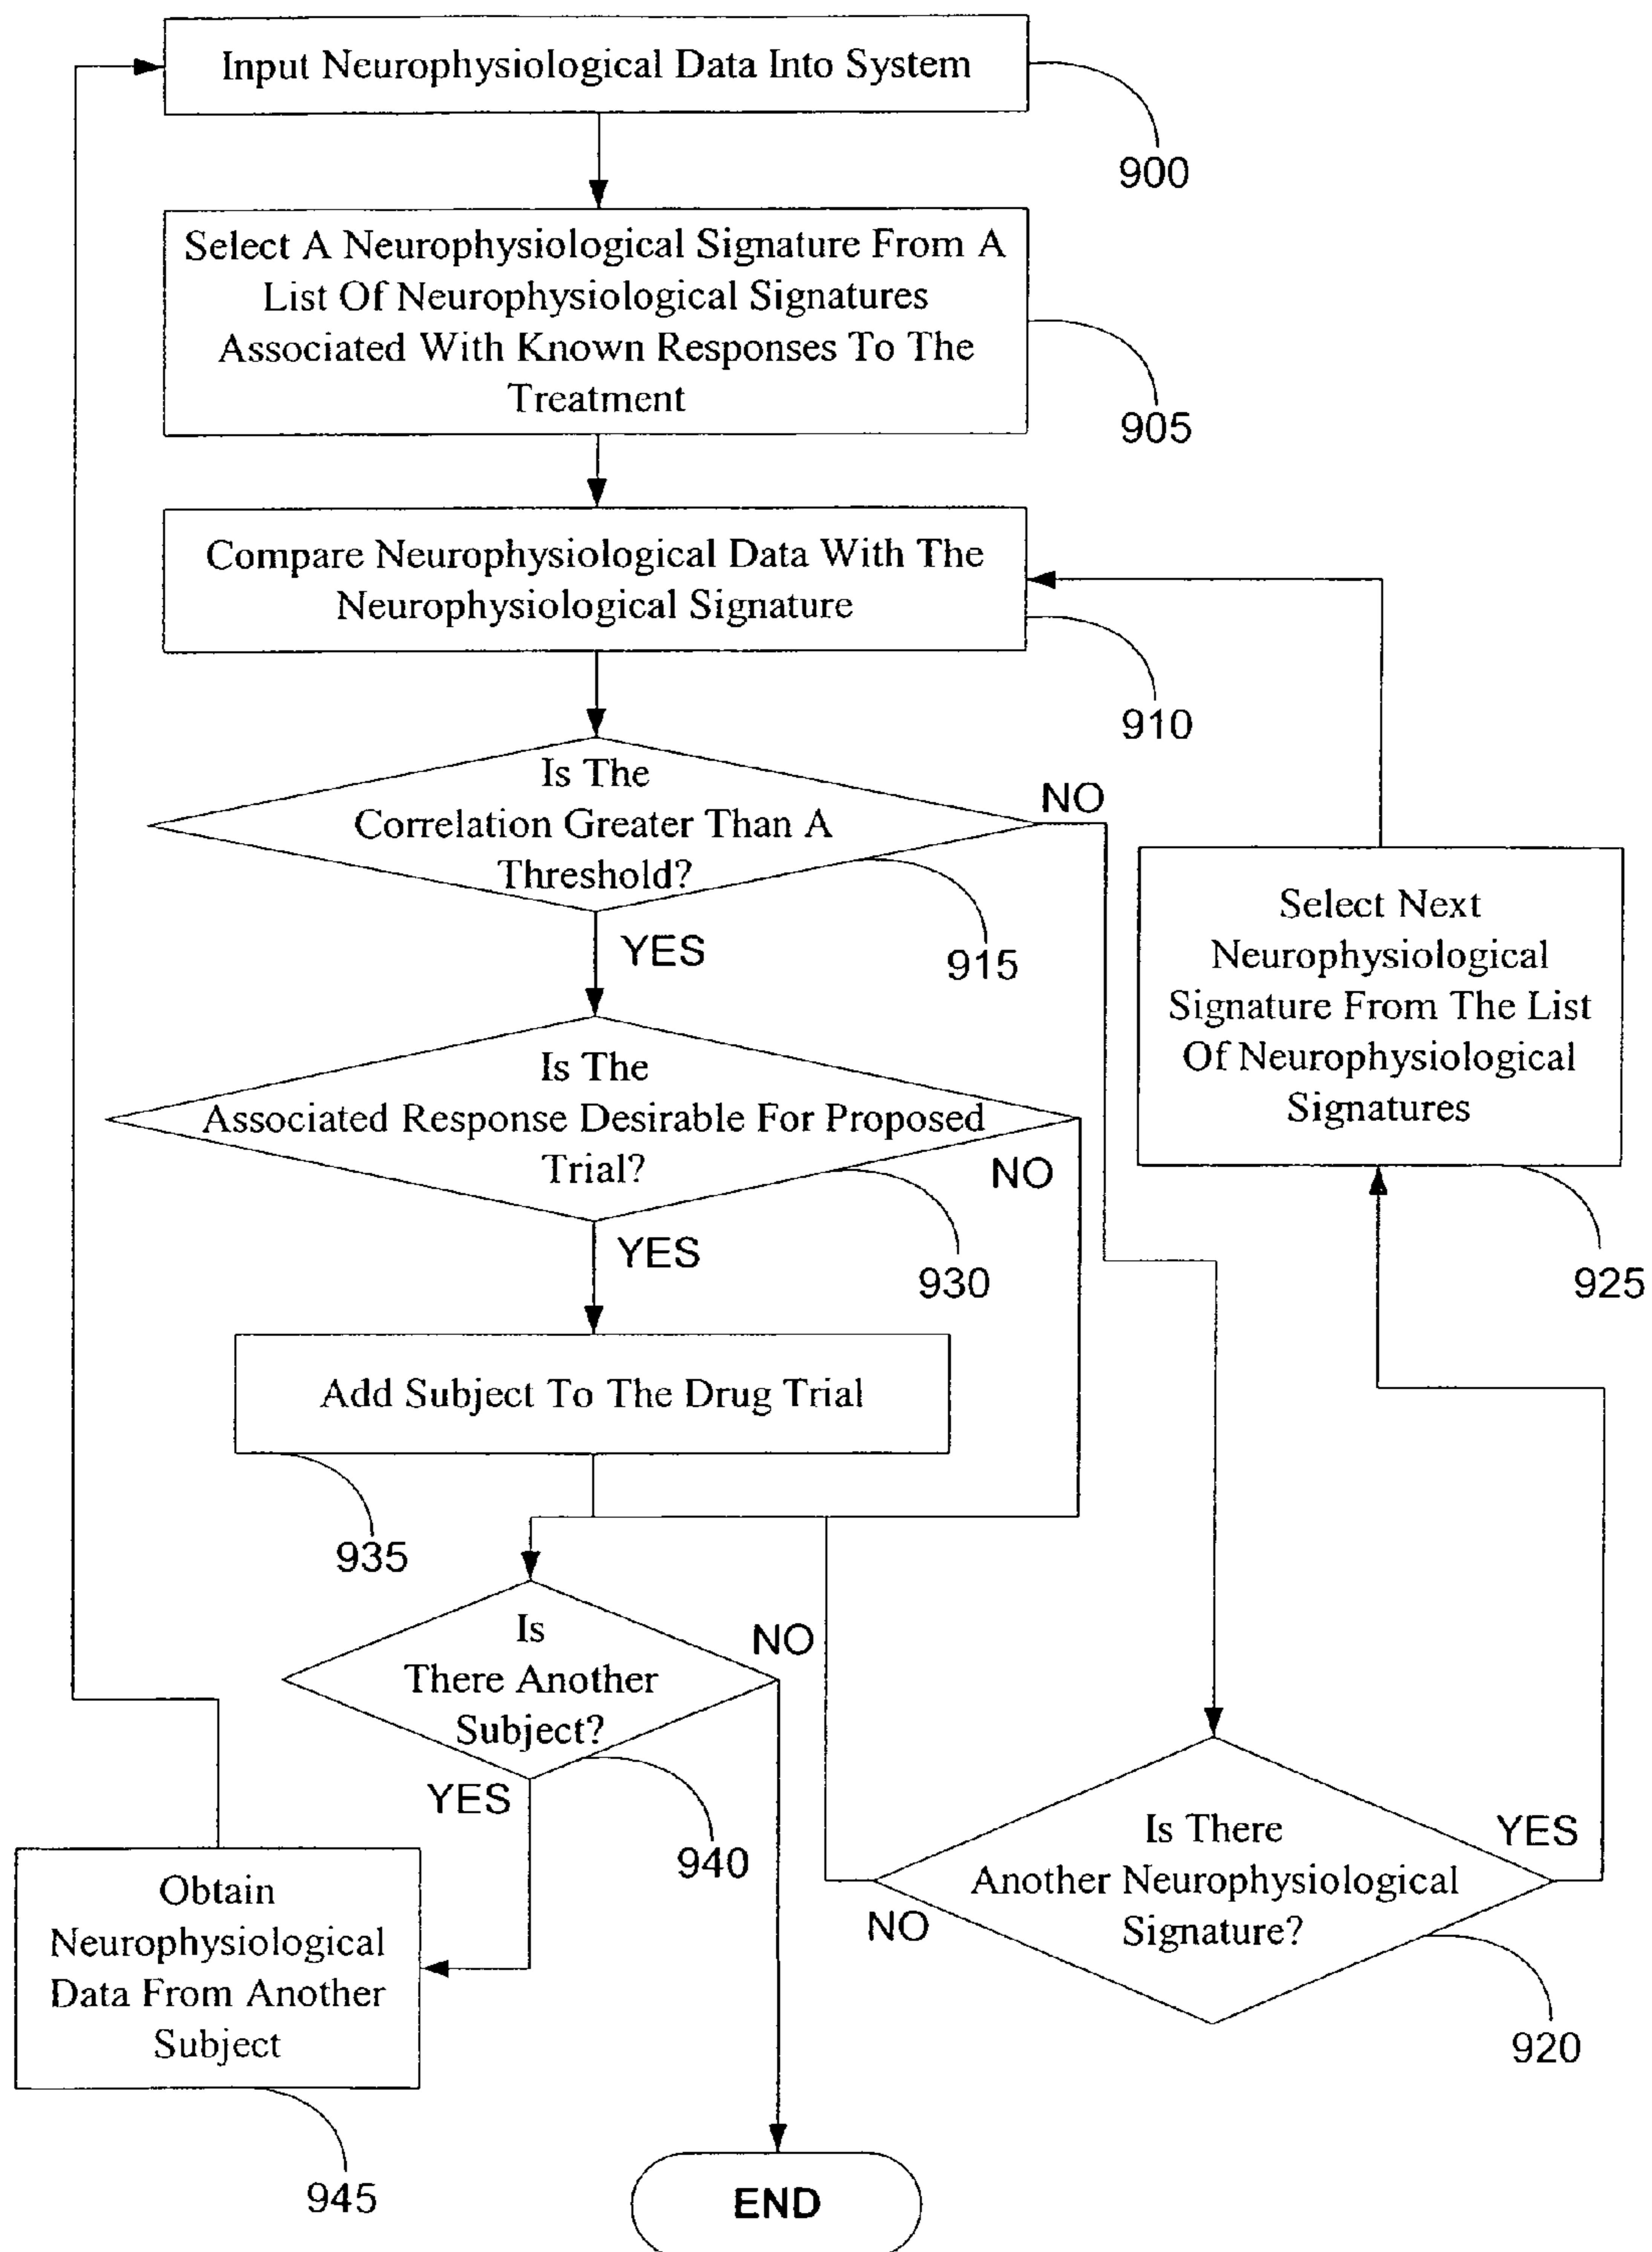 Input Neurophysiological Data Into System
900
Select A Neurophysiological Signature From A
List Of Neurophysiological Signatures
Associated With Known Responses To The
Treatment
905
Compare Neurophysiological Data With The
Neurophysiological Signature
910
Is The
Correlation Greater Than A
Threshold?
NO
YES
915
Select Next
Neurophysiological
Signature From The List
Of Neurophysiological
Signatures
925
Is The
Associated Response Desirable For Proposed
Trial?
NO
YES
930
Add Subject To The Drug Trial
935
Is
There Another
Subject?
NO
YES
940
Is There
Another Neurophysiological
Signature?
YES
NO
920
Obtain
Neurophysiological
Data From Another
Subject
945
END